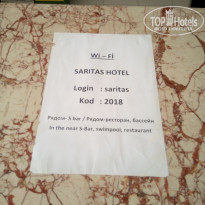 TOP Hotels
Wi – Fi
SARITAS HOTEL
Login : saritas
Kod : 2018
Рядом- S bar / Рядом-ресторан, бассейн
In the near S-Bar, swimpool, restaurant